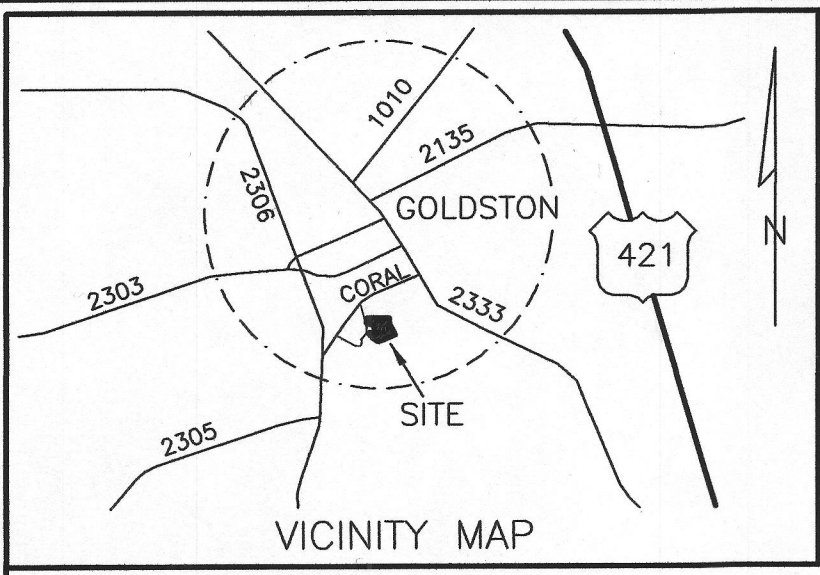 1010
2135
2306
GOLDSTON
N
421
2303
CORAL
2333
SITE
2305
VICINITY MAP